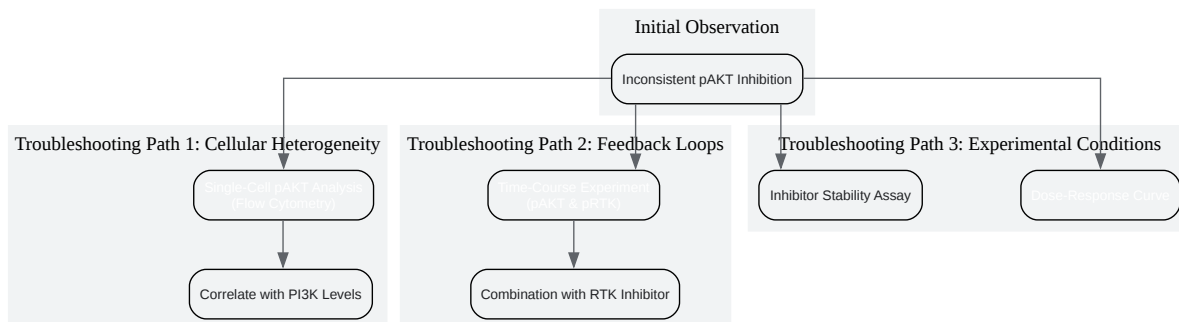 Initial Observation
Inconsistent pAKT Inhibition
Troubleshooting Path 1: Cellular Heterogeneity
Single-Cell pAKT Analysis
(Flow Cytometry)
Correlate with PI3K Levels
Troubleshooting Path 2: Feedback Loops
Time-Course Experiment
(pAKT & pRTK)
Combination with RTK Inhibitor
Troubleshooting Path 3: Experimental Conditions
Inhibitor Stability Assay
Dose-Response Curve